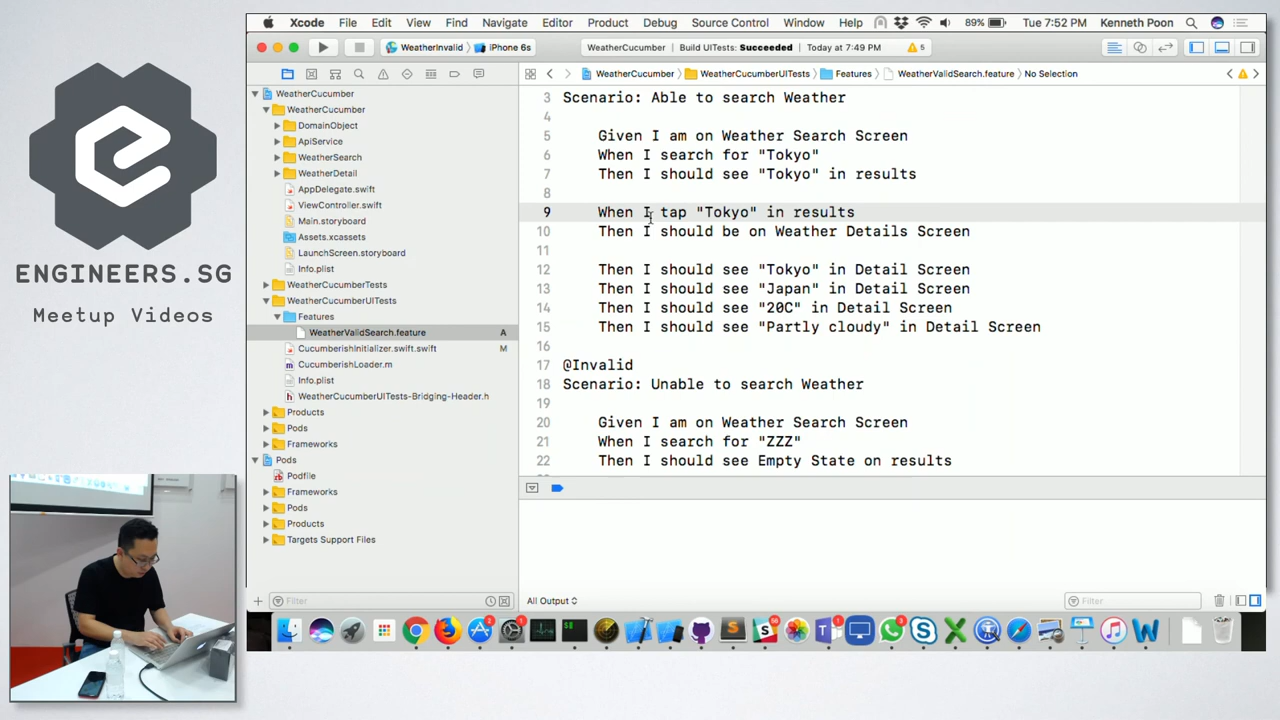 Xcode File Edit View Find Navigate Editor Product Debug Source Control Window Help 89% Tue 7:52 PM Kenneth Poon
WeatherInvalid iPhone 6s WeatherCucumber Build UITests: Succeeded Today at 7:49 PM 5
WeatherCucumber WeatherCucumberUITests Features WeatherValidSearch.feature No Selection
ENGINEERS.SG
Meetup Videos
WeatherCucumber
WeatherCucumber
DomainObject
ApiService
WeatherSearch
WeatherDetail
AppDelegate.swift
ViewController.swift
Main.storyboard
Assets.xcassets
LaunchScreen.storyboard
Info.plist
WeatherCucumberTests
WeatherCucumberUITests
Features
WeatherValidSearch.feature A
CucumberishInitializer.swift.swift M
CucumberishLoader.m
Info.plist
WeatherCucumberUITests-Bridging-Header.h
Products
Pods
Frameworks
Pods
Podfile
Frameworks
Pods
Products
Targets Support Files
Filter
3 Scenario: Able to search Weather
4
5 Given I am on Weather Search Screen
6 When I search for "Tokyo"
7 Then I should see "Tokyo" in results
8
9 When I tap "Tokyo" in results
10 Then I should be on Weather Details Screen
11
12 Then I should see "Tokyo" in Detail Screen
13 Then I should see "Japan" in Detail Screen
14 Then I should see "20C" in Detail Screen
15 Then I should see "Partly cloudy" in Detail Screen
16
17 @Invalid
18 Scenario: Unable to search Weather
19
20 Given I am on Weather Search Screen
21 When I search for "ZZZ"
22 Then I should see Empty State on results
All Output
Filter